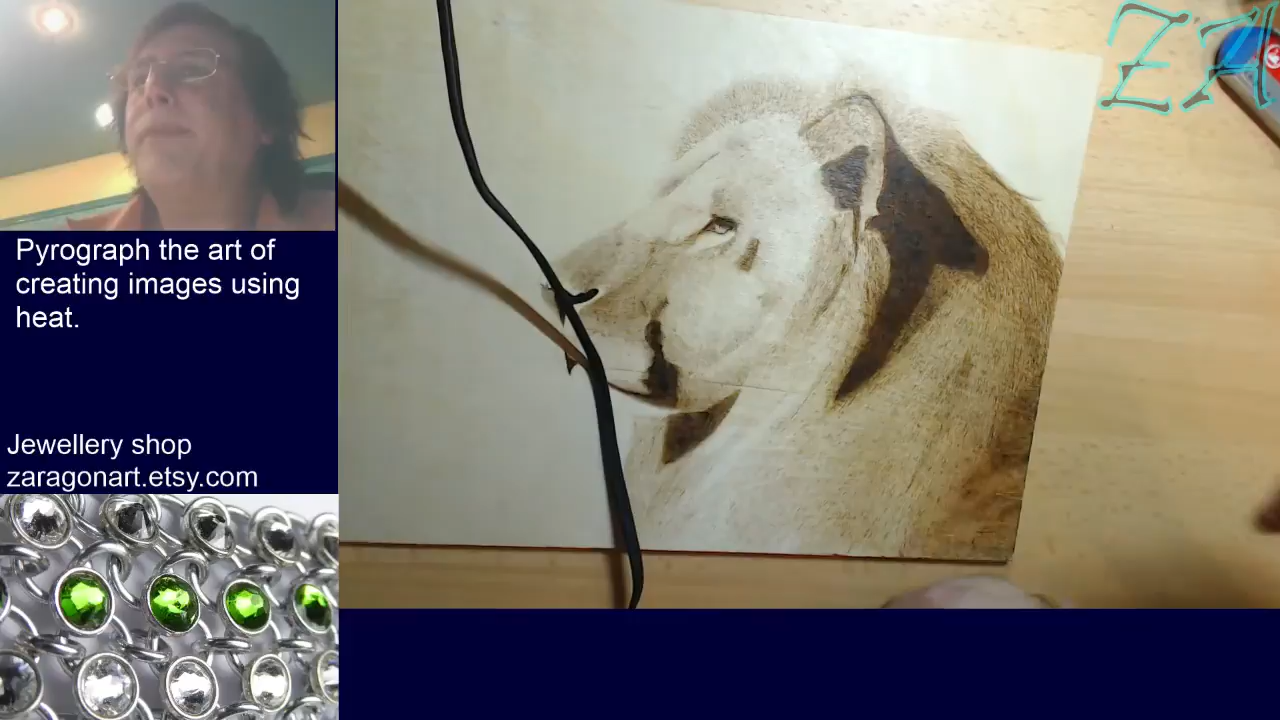 ZA
Pyrograph the art of
creating images using
heat.
Jewellery shop
zaragonart.etsy.com